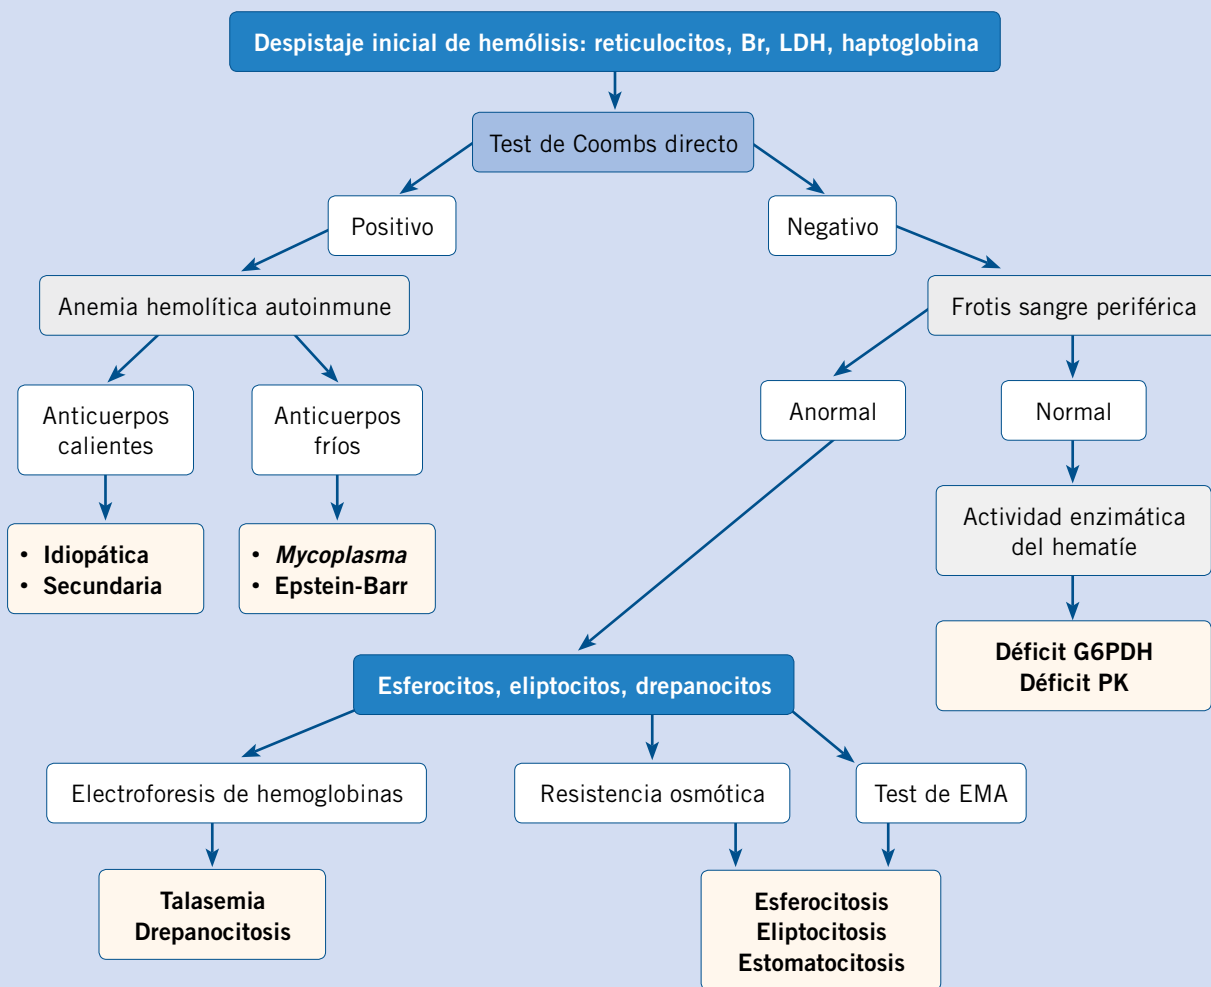 Despistaje inicial de hemólisis: reticulocitos, Br, LDH, haptoglobina
Test de Coombs directo
Positivo
Negativo
Anemia hemolítica autoinmune
Frotis sangre periférica
Anticuerpos
calientes
Anticuerpos
fríos
Anormal
Normal
• Idiopática
• Secundaria
• Mycoplasma
• Epstein-Barr
Actividad enzimática
del hematíe
Déficit G6PDH
Déficit PK
Esferocitos, eliptocitos, drepanocitos
Electroforesis de hemoglobinas
Resistencia osmótica
Test de EMA
Talasemia
Drepanocitosis
Esferocitosis
Eliptocitosis
Estomatocitosis